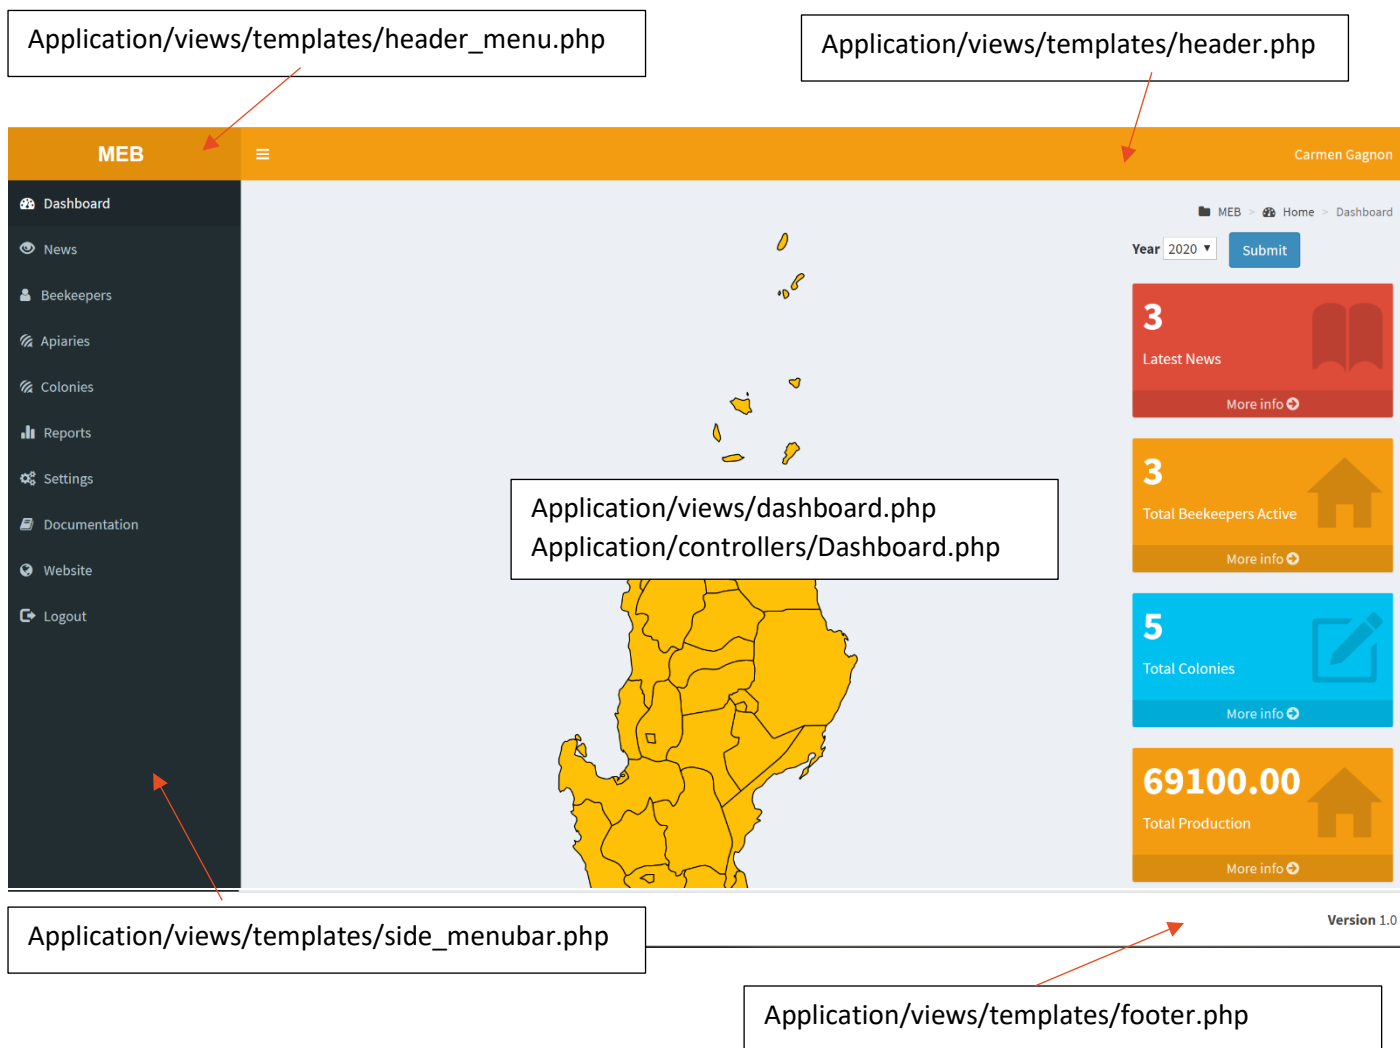 Application/views/templates/header_menu.php
Application/views/templates/header.php
MEB
Carmen Gagnon
Dashboard
News
Beekeepers
Apiaries
Colonies
Reports
Settings
Documentation
Website
Logout
MEB > Home > Dashboard
Year 2020 Submit
3
Latest News
More info
3
Total Beekeepers Active
More info
5
Total Colonies
More info
69100.00
Total Production
More info
Application/views/dashboard.php
Application/controllers/Dashboard.php
Application/views/templates/side_menubar.php
Version 1.0
Application/views/templates/footer.php